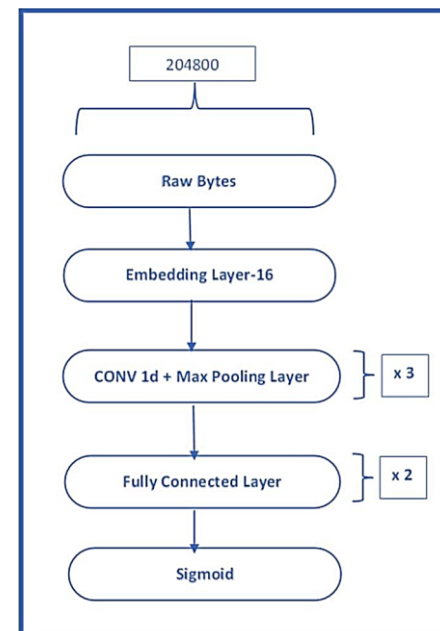 204800
Raw Bytes
Embedding Layer-16
CONV 1d + Max Pooling Layer
x 3
Fully Connected Layer
x 2
Sigmoid